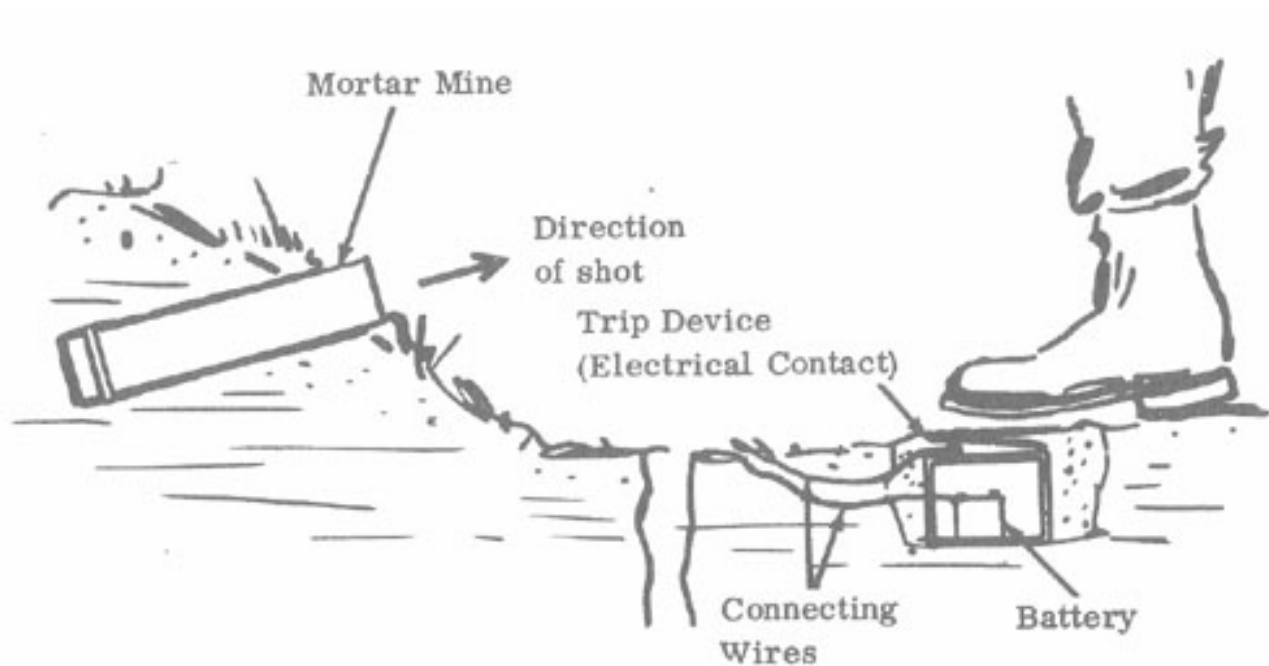 Mortar Mine
Direction
of shot
Trip Device
(Electrical Contact)
Connecting
Wires
Battery